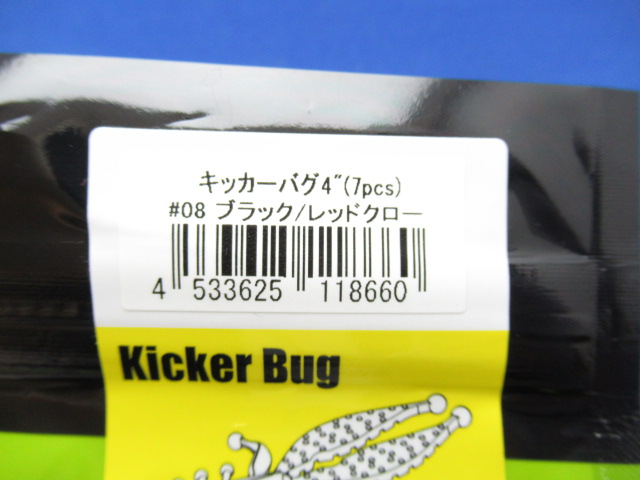 キッカーバグ4"(7pcs)
#08 ブラック/レッドクロー
4 533625 118660
Kicker Bug